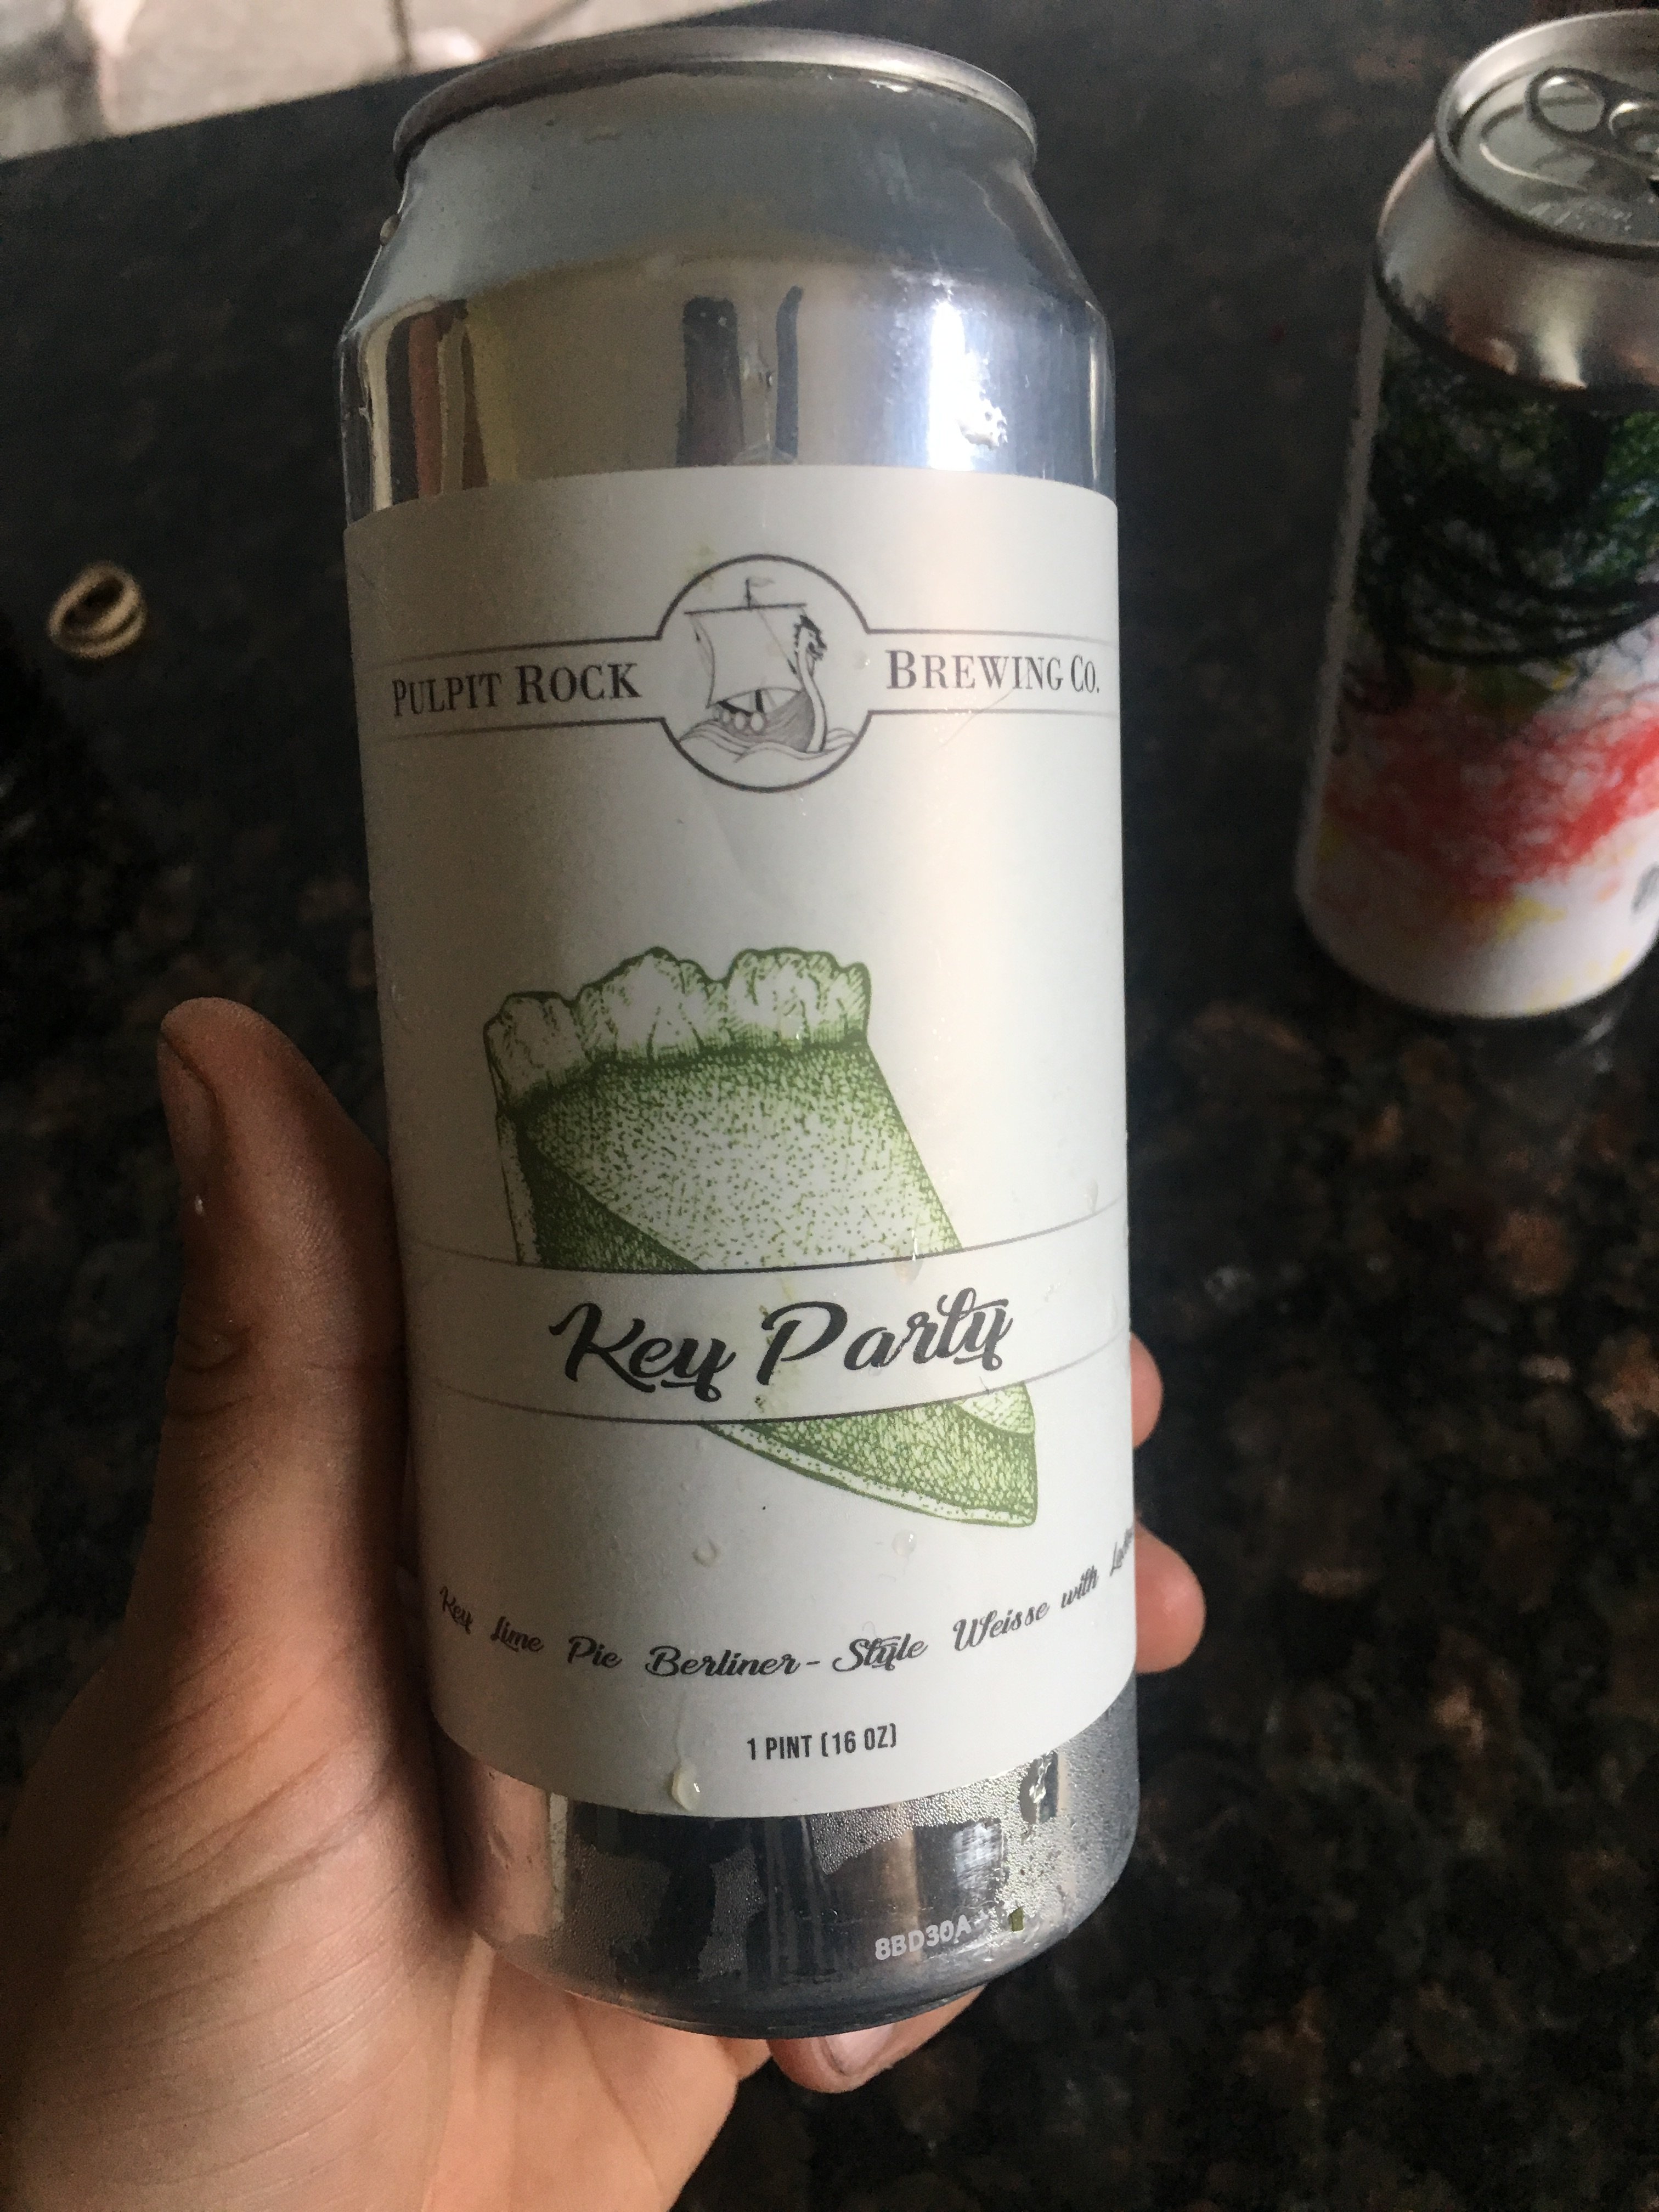 PULPIT ROCK BREWING CO.
Key Party
Key Lime Pie Berliner-Style Weisse with
1 PINT (16 OZ)
8BD30A